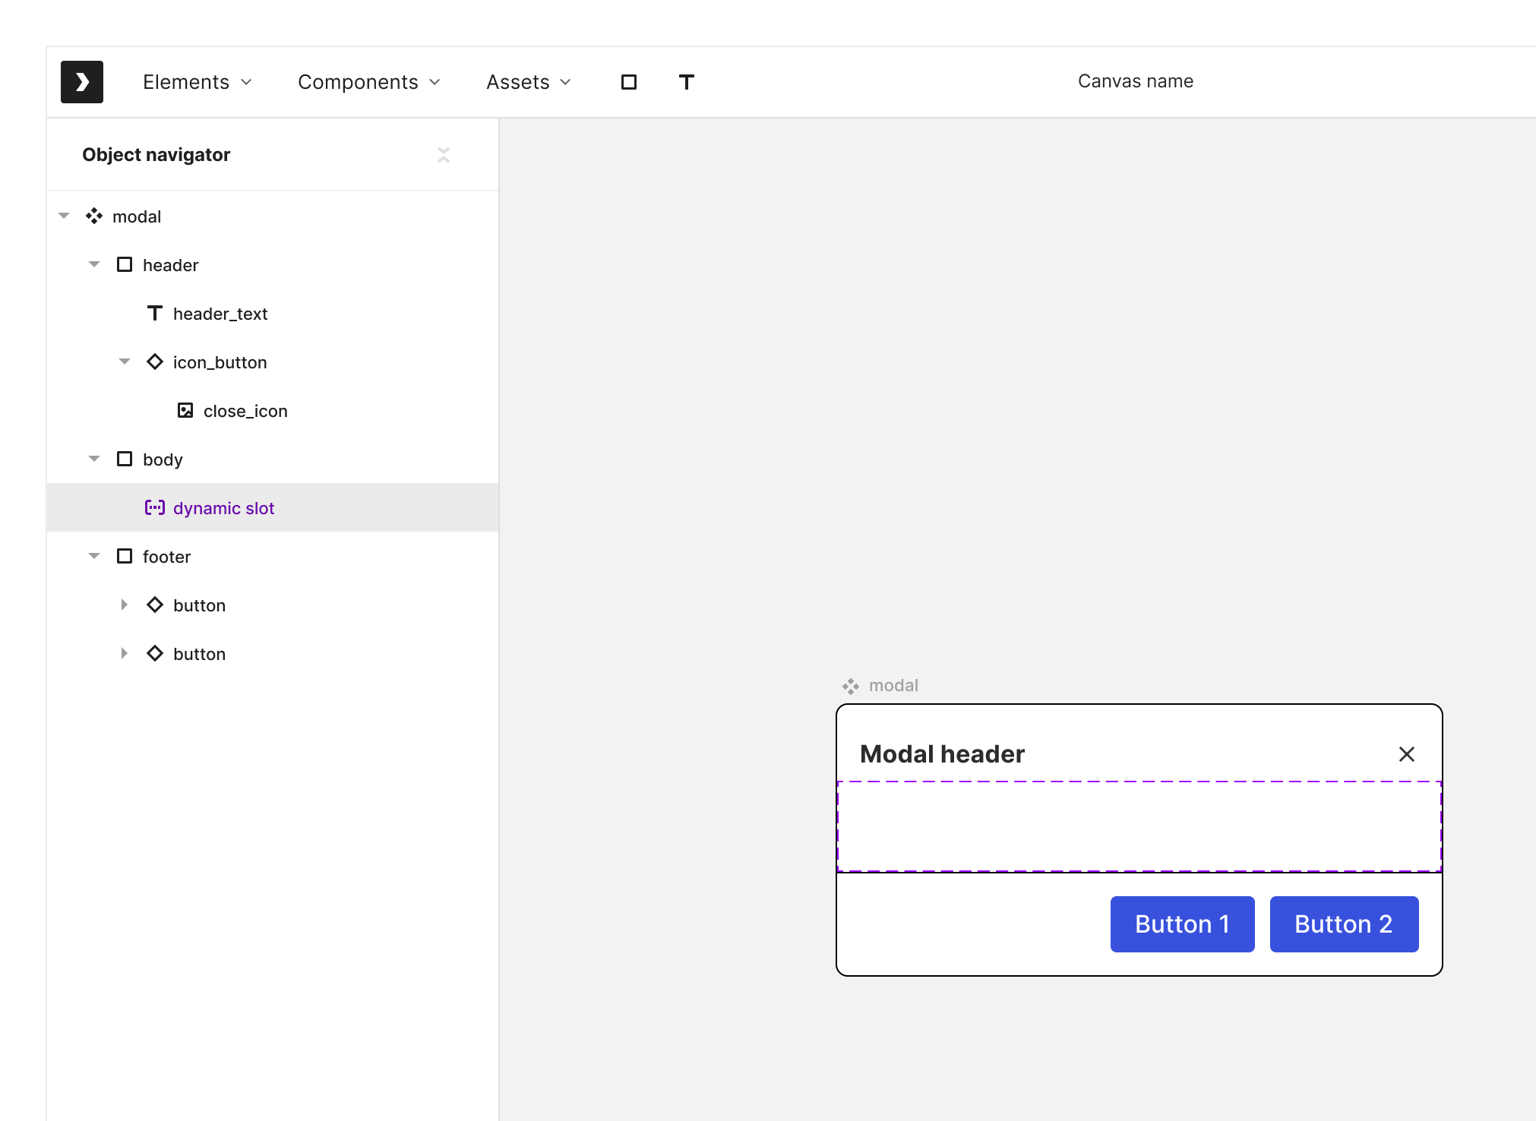 Elements Components Assets T Canvas name
Object navigator
modal
header
T header_text
icon_button
close_icon
body
dynamic slot
footer
button
button
modal
Modal header
Button 1 Button 2